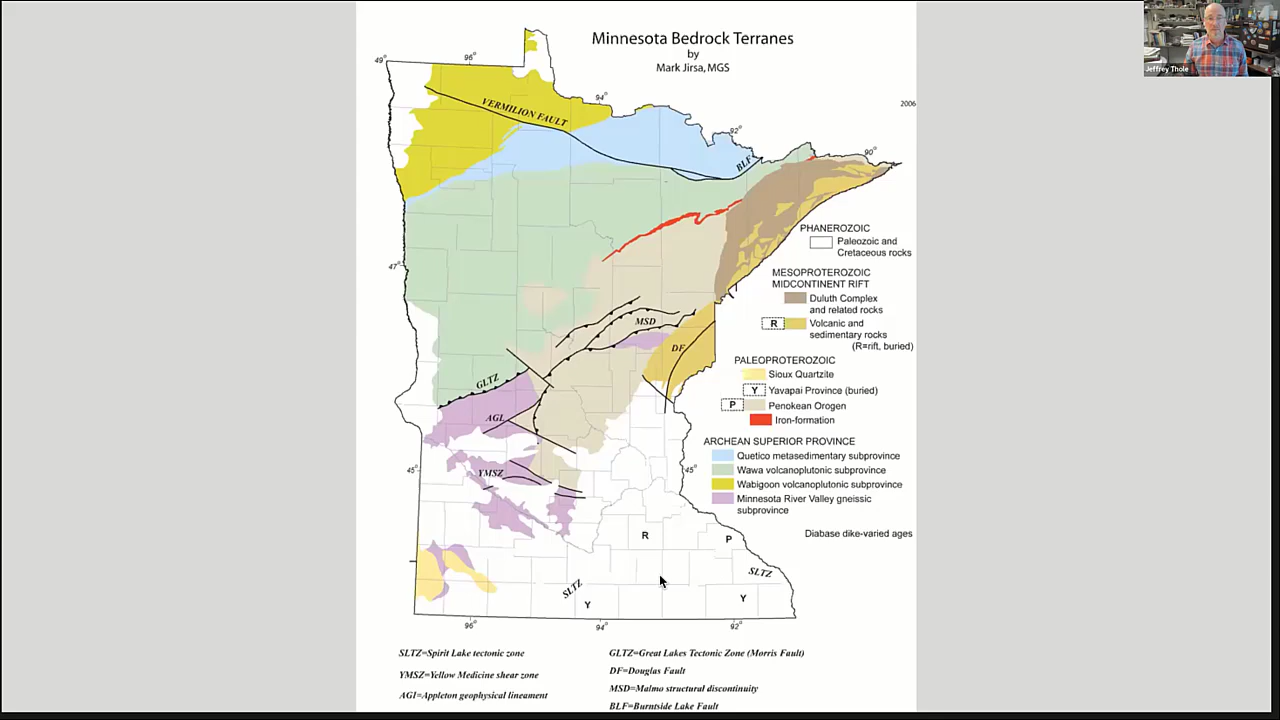 Minnesota Bedrock Terranes
by
Mark Jirsa, MGS
Jeffrey Thole
2006
49°
96°
94°
92°
90°
VERMILION FAULT
BLF
47°
MSD
DF
GLTZ
AGL
YMSZ
45°
45°
R
P
SLTZ
SLTZ
Y
Y
96°
94°
92°
PHANEROZOIC
Paleozoic and
Cretaceous rocks
MESOPROTEROZOIC
MIDCONTINENT RIFT
Duluth Complex
and related rocks
R Volcanic and
sedimentary rocks
(R=rift, buried)
PALEOPROTEROZOIC
Sioux Quartzite
Y Yavapai Province (buried)
P Penokean Orogen
Iron-formation
ARCHEAN SUPERIOR PROVINCE
Quetico metasedimentary subprovince
Wawa volcanoplutonic subprovince
Wabigoon volcanoplutonic subprovince
Minnesota River Valley gneissic
subprovince
Diabase dike-varied ages
SLTZ=Spirit Lake tectonic zone
YMSZ=Yellow Medicine shear zone
AGl=Appleton geophysical lineament
GLTZ=Great Lakes Tectonic Zone (Morris Fault)
DF=Douglas Fault
MSD=Malmo structural discontinuity
BLF=Burntside Lake Fault